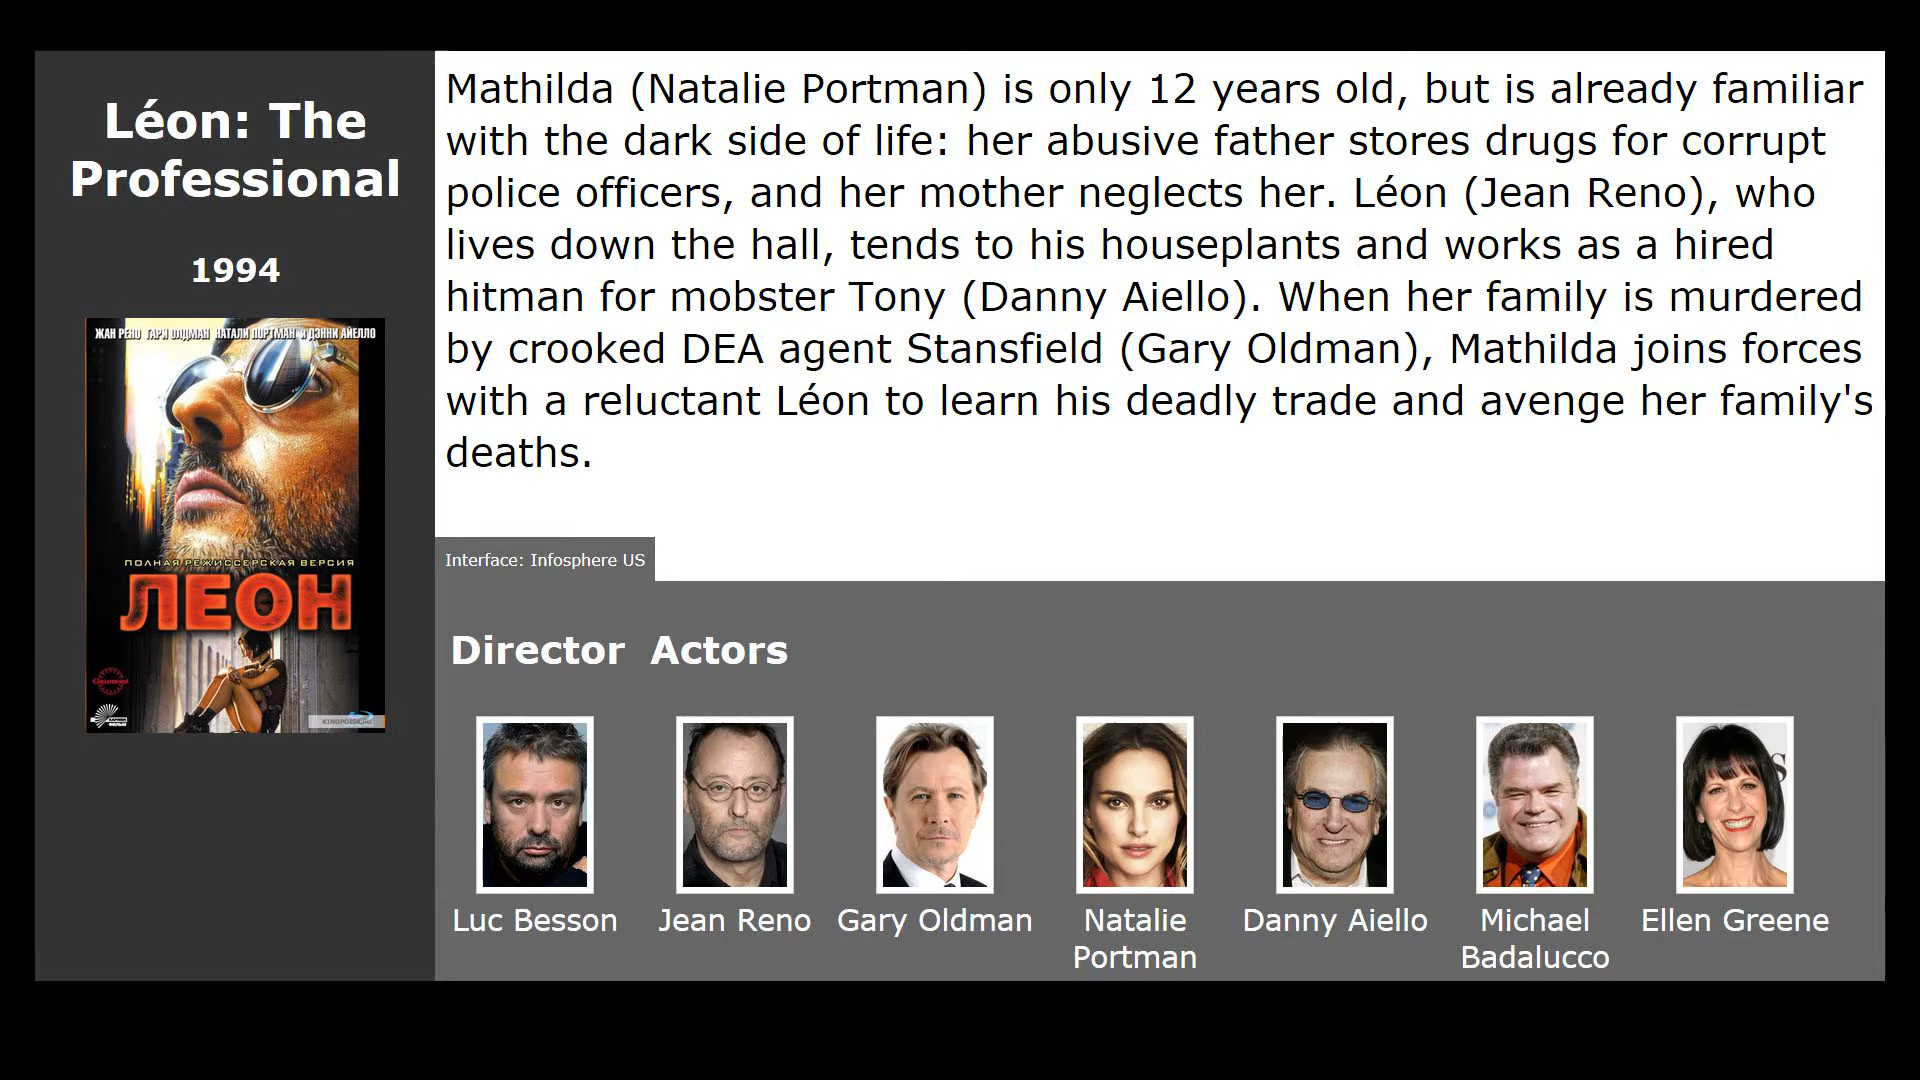 Léon: The
Professional
1994
ЖАН РЕНО ГАРИ ОЛДМАН НАТАЛИ ПОРТМАН и ДЭННИ АЙЕЛЛО
ПОЛНАЯ РЕЖИССЕРСКАЯ ВЕРСИЯ
ЛЕОН
Gaumont
KINOPOISK.RU
Mathilda (Natalie Portman) is only 12 years old, but is already familiar
with the dark side of life: her abusive father stores drugs for corrupt
police officers, and her mother neglects her. Léon (Jean Reno), who
lives down the hall, tends to his houseplants and works as a hired
hitman for mobster Tony (Danny Aiello). When her family is murdered
by crooked DEA agent Stansfield (Gary Oldman), Mathilda joins forces
with a reluctant Léon to learn his deadly trade and avenge her family's
deaths.
Interface: Infosphere US
Director Actors
Luc Besson
Jean Reno
Gary Oldman
Natalie
Portman
Danny Aiello
Michael
Badalucco
Ellen Greene